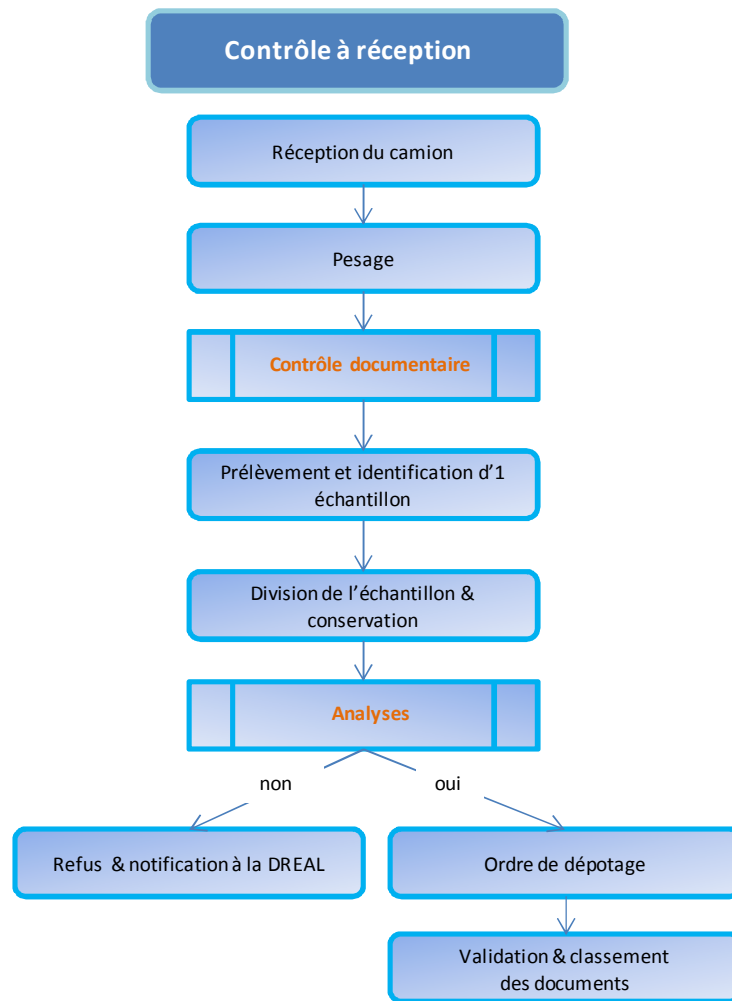 Contrôle à réception
Réception du camion
Pesage
Contrôle documentaire
Prélèvement et identification d'1
échantillon
Division de l'échantillon &
conservation
Analyses
non
oui
Refus & notification à la DREAL
Ordre de dépotage
Validation & classement
des documents